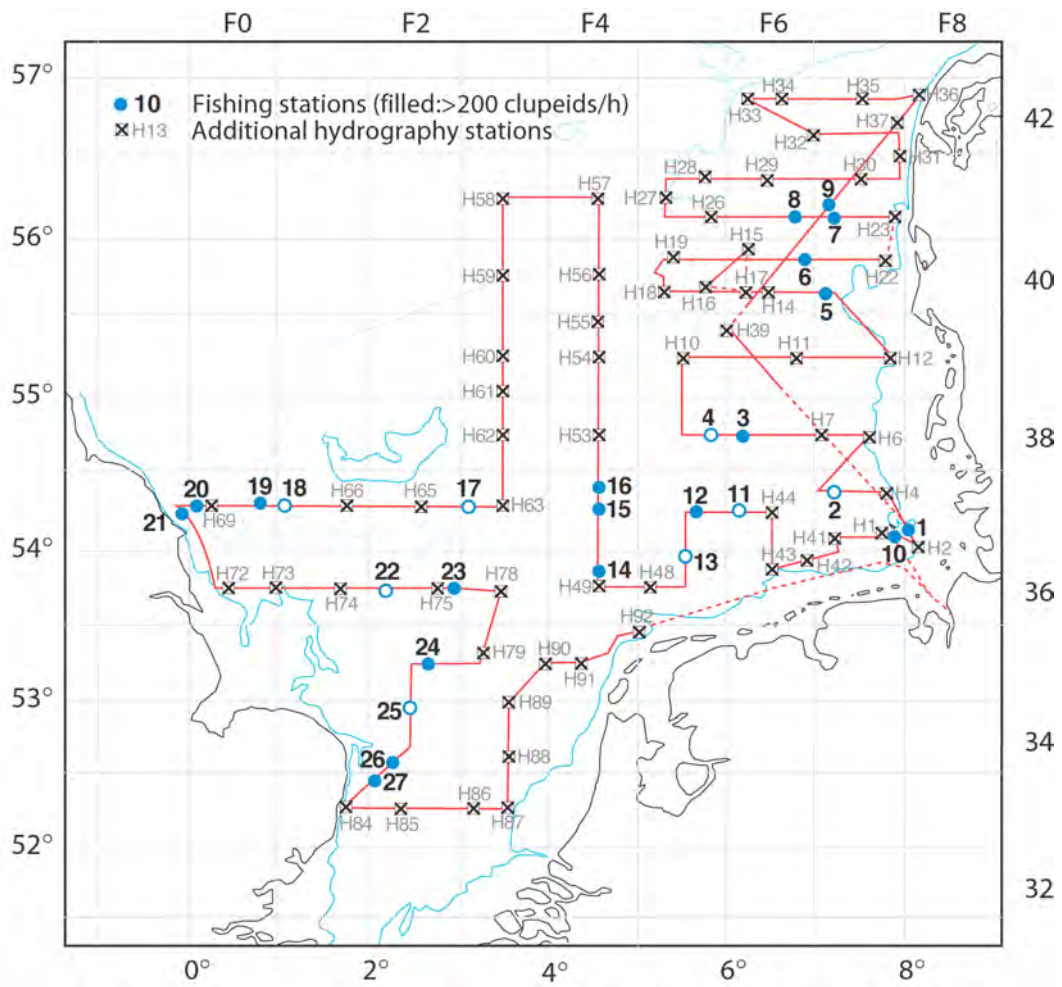 F0 F2 F4 F6 F8
57°
10 Fishing stations (filled:>200 clupeids/h)
H13 Additional hydrography stations
H34 H35 H36
H33 H37 42
H32 H31
H28 H29 H30
H58 H57 H27 H26 8 9 7 H23
56°
H19 H15 6 H22
H59 H56 H18 H16 H17 H14 5 40
H55 H39
H60 H54 H10 H11 H12
55°
H61
H62 H53 4 3 H7 H6 38
20 19 18 H66 H65 17 H63 16 12 11 H44 2 H4
21 H69 15 1
54°
H41 H1 10 H2
14 13 H43 H42
H72 H73 H74 22 H75 23 H78 H49 H48 36
H92
24 H79 H90 H91
53°
25 H89
26 H88 34
27
H84 H85 H86 H87
52°
32
0° 2° 4° 6° 8°